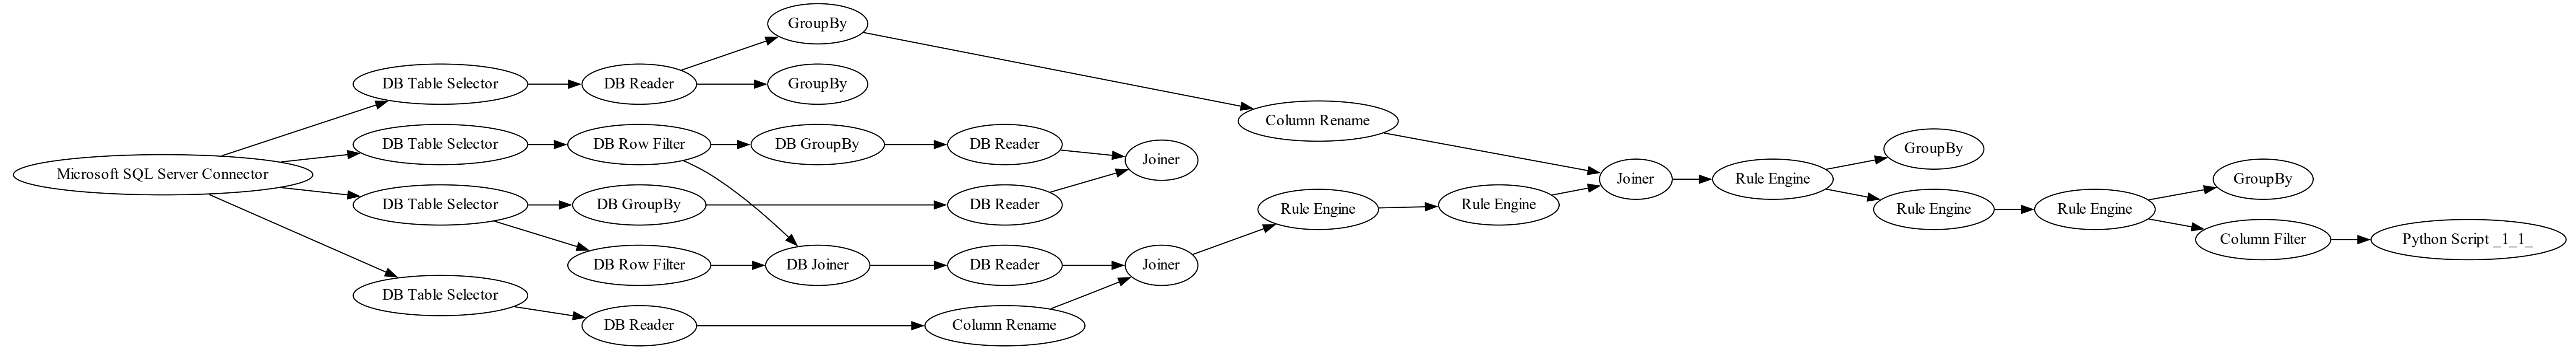 GroupBy
DB Table Selector
DB Reader
GroupBy
Column Rename
DB Table Selector
DB Row Filter
DB GroupBy
DB Reader
Joiner
GroupBy
Microsoft SQL Server Connector
Joiner
Rule Engine
GroupBy
DB Table Selector
DB GroupBy
DB Reader
Rule Engine
Rule Engine
Rule Engine
Rule Engine
Column Filter
Python Script _1_1_
DB Row Filter
DB Joiner
DB Reader
Joiner
DB Table Selector
DB Reader
Column Rename